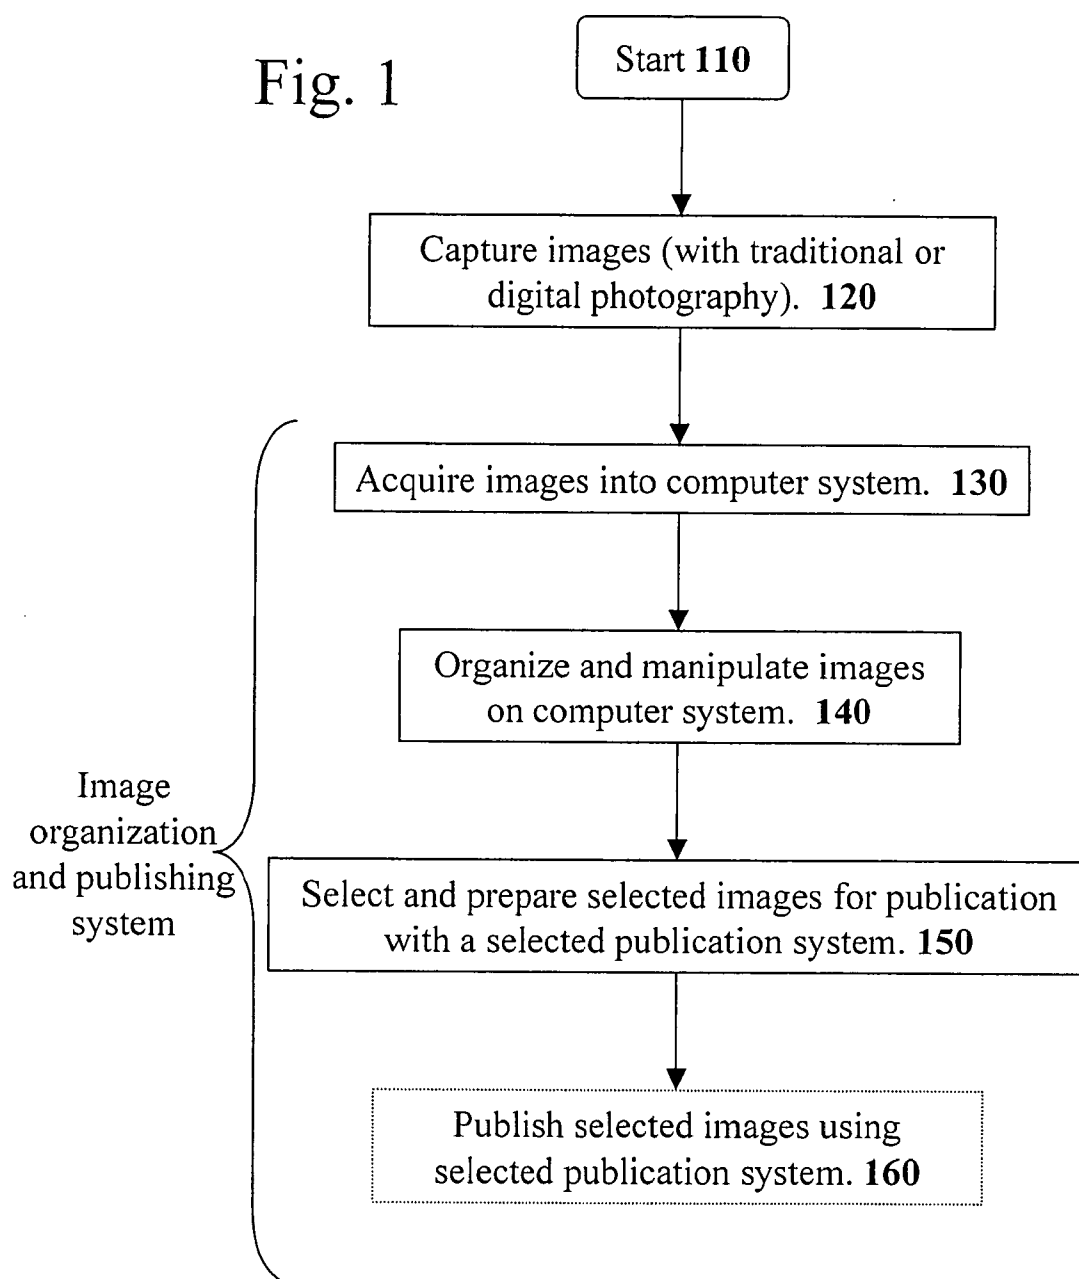 Fig. 1
Start 110
Capture images (with traditional or
digital photography). 120
Acquire images into computer system. 130
Organize and manipulate images
on computer system. 140
Image
organization
and publishing
system
Select and prepare selected images for publication
with a selected publication system. 150
Publish selected images using
selected publication system. 160